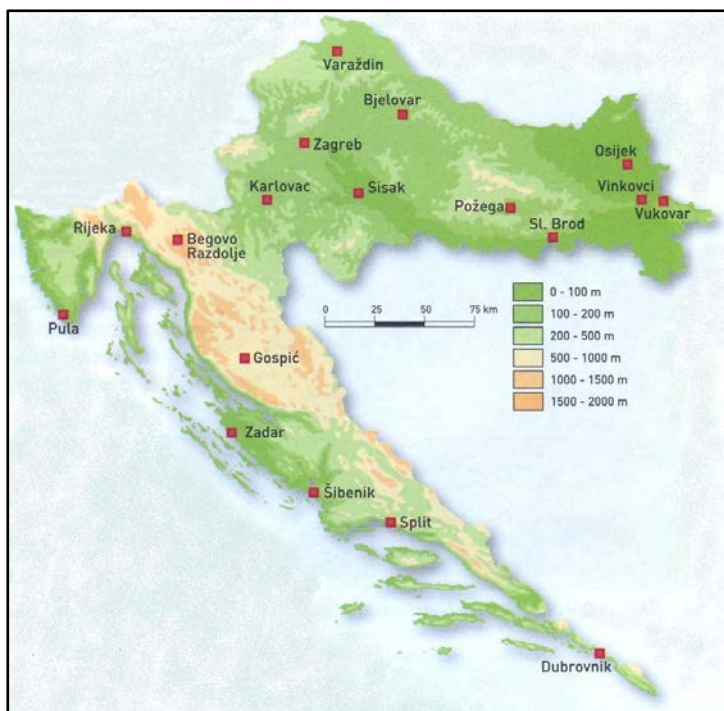 Varaždin
Bjelovar
Zagreb
Osijek
Karlovac
Sisak
Vinkovci
Požega
Vukovar
Rijeka
Sl. Brod
Begovo
Razdolje
0 - 100 m
100 - 200 m
200 - 500 m
500 - 1000 m
1000 - 1500 m
1500 - 2000 m
0 25 50 75 km
Pula
Gospić
Zadar
Šibenik
Split
Dubrovnik